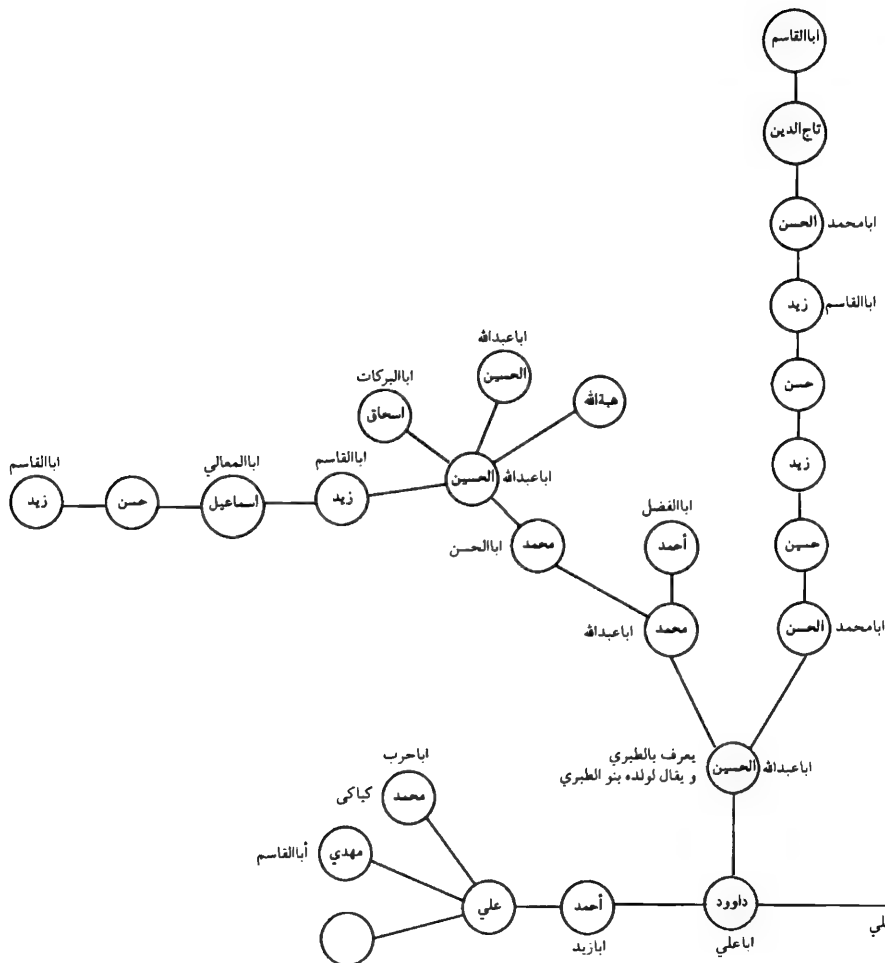 اباالقاسم
تاج‌الدين
الحسن ابامحمد
زيد اباالقاسم
حسن
زيد
حسين
الحسن ابامحمد
اباعبدالله
الحسين
هبةالله
اباالبركات
اسحاق
الحسين اباعبدالله
اباالقاسم
زيد
اباالمعالي
اسماعيل
حسن
اباالقاسم
زيد
محمد
اباالحسن
اباالفضل
أحمد
محمد
اباعبدالله
اباعبدالله
الحسين
يعرف بالطبري
و يقال لولده بنو الطبري
اباحرب
محمد
كياكى
مهدي
أباالقاسم
علي
أحمد
ابازيد
داوود
اباعلي
لي